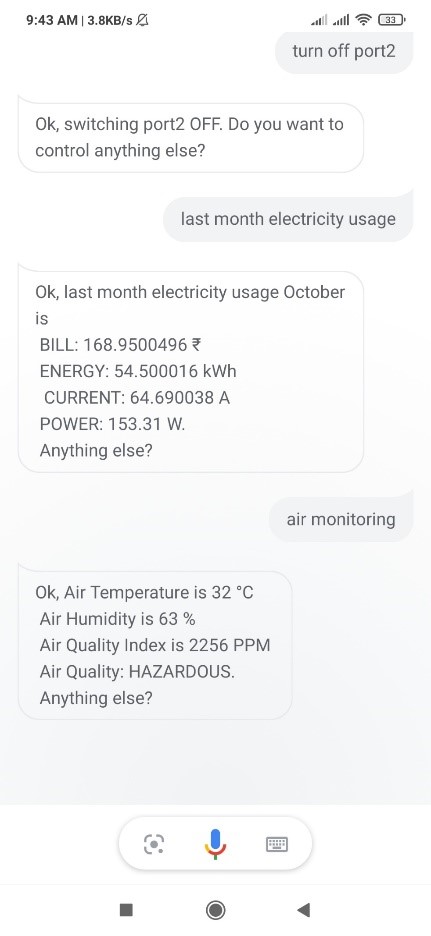 9:43 AM | 3.8KB/s
33
turn off port2
Ok, switching port2 OFF. Do you want to
control anything else?
last month electricity usage
Ok, last month electricity usage October
is
BILL: 168.9500496 ₹
ENERGY: 54.500016 kWh
CURRENT: 64.690038 A
POWER: 153.31 W.
Anything else?
air monitoring
Ok, Air Temperature is 32 °C
Air Humidity is 63 %
Air Quality Index is 2256 PPM
Air Quality: HAZARDOUS.
Anything else?